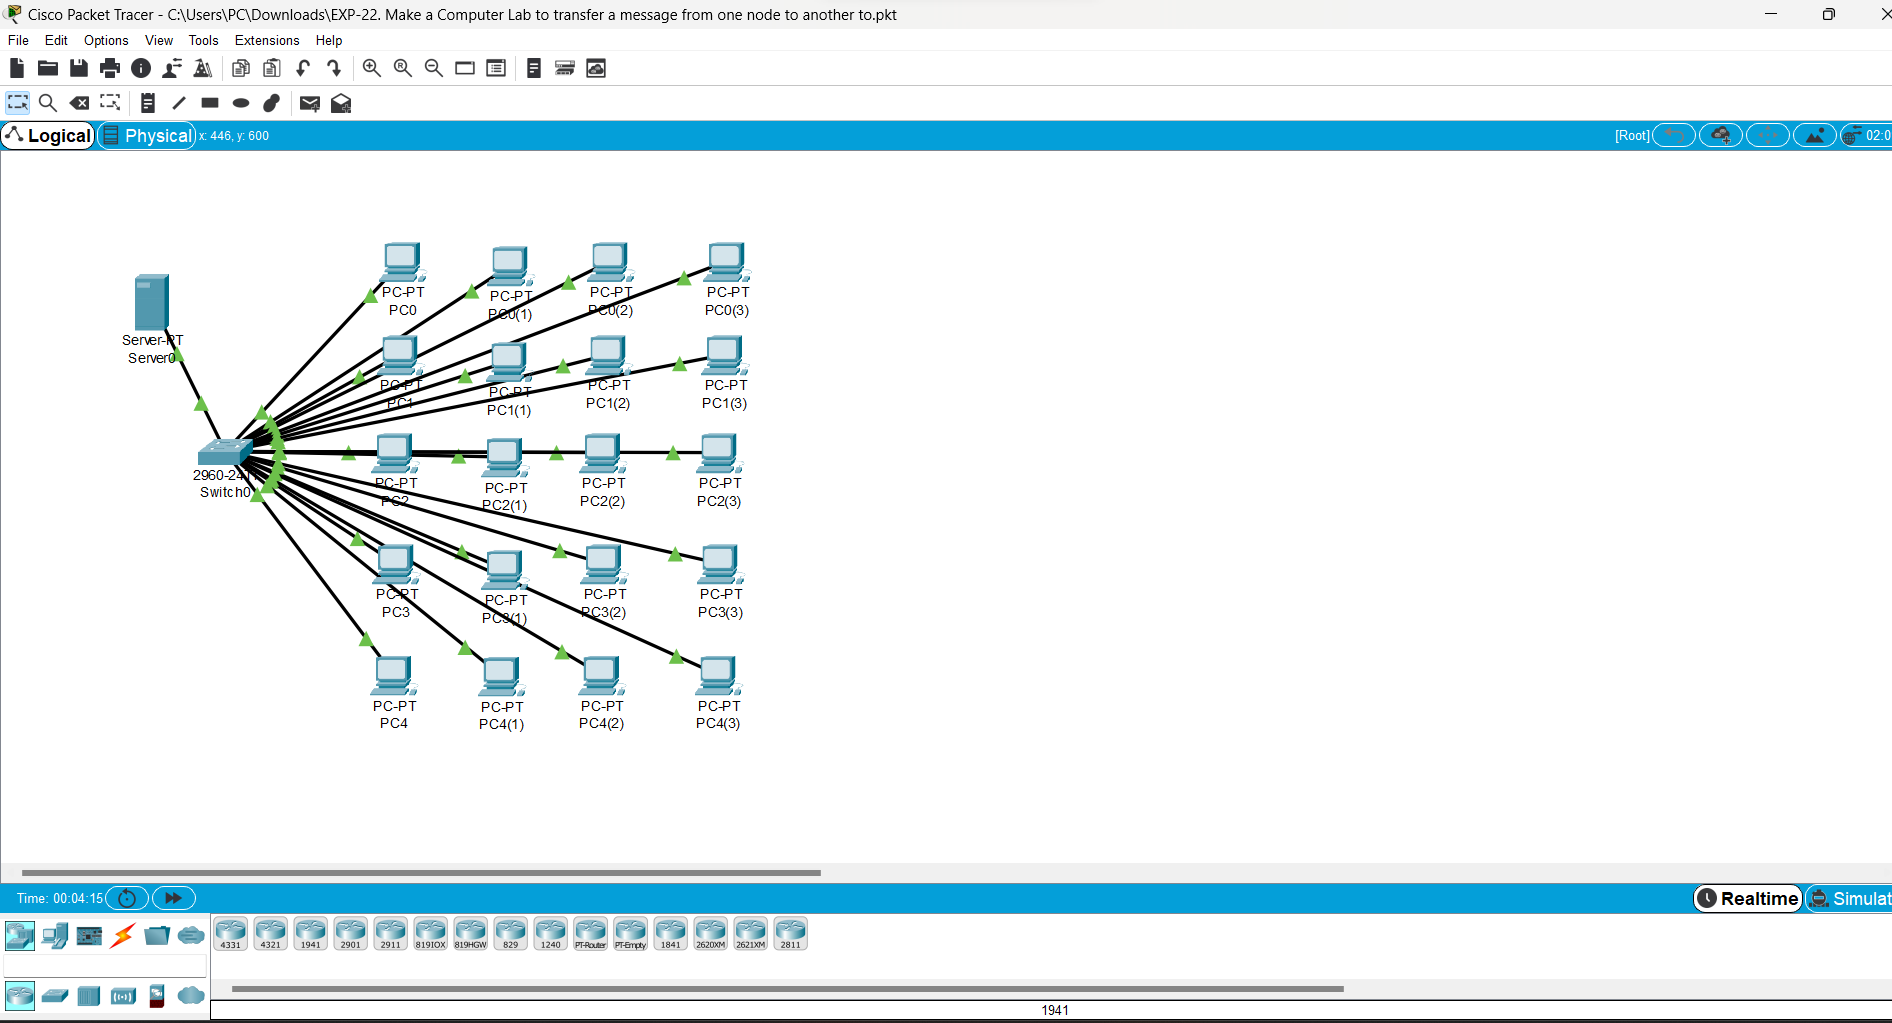 Cisco Packet Tracer - C:\Users\PC\Downloads\EXP-22. Make a Computer Lab to transfer a message from one node to another to.pkt
File Edit Options View Tools Extensions Help
Logical Physical x: 446, y: 600 [Root] 02:0
PC-PT PC-PT PC-PT PC-PT
PC0 PC0(1) PC0(2) PC0(3)
Server-PT
Server0
PC-PT PC-PT PC-PT PC-PT
PC1 PC1(1) PC1(2) PC1(3)
2960-24TT
Switch0
PC-PT PC-PT PC-PT PC-PT
PC2 PC2(1) PC2(2) PC2(3)
PC-PT PC-PT PC-PT PC-PT
PC3 PC3(1) PC3(2) PC3(3)
PC-PT PC-PT PC-PT PC-PT
PC4 PC4(1) PC4(2) PC4(3)
Time: 00:04:15 Realtime Simulat
4331 4321 1941 2901 2911 819IOX 819HGW 829 1240 PT-Router PT-Empty 1841 2620XM 2621XM 2811
1941